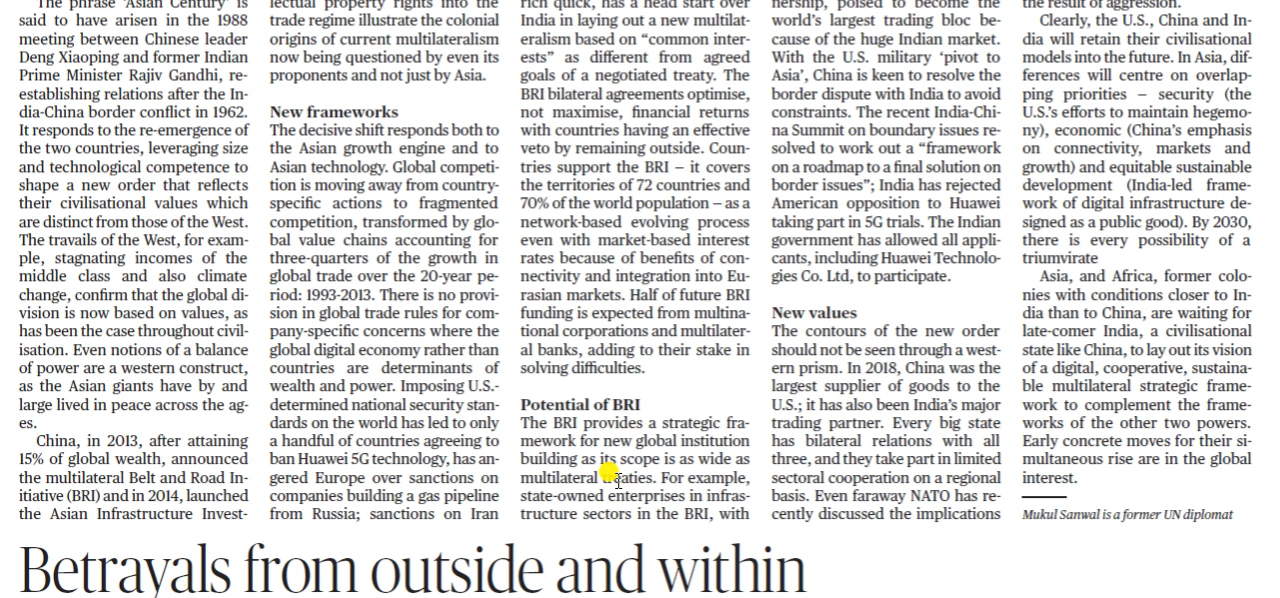 The phrase 'Asian Century' is
said to have arisen in the 1988
meeting between Chinese leader
Deng Xiaoping and former Indian
Prime Minister Rajiv Gandhi, re-
establishing relations after the In-
dia-China border conflict in 1962.
It responds to the re-emergence of
the two countries, leveraging size
and technological competence to
shape a new order that reflects
their civilisational values which
are distinct from those of the West.
The travails of the West, for exam-
ple, stagnating incomes of the
middle class and also climate
change, confirm that the global di-
vision is now based on values, as
has been the case throughout civil-
isation. Even notions of a balance
of power are a western construct,
as the Asian giants have by and
large lived in peace across the ag-
es.
China, in 2013, after attaining
15% of global wealth, announced
the multilateral Belt and Road In-
itiative (BRI) and in 2014, launched
the Asian Infrastructure Invest-
lectual property rights into the
trade regime illustrate the colonial
origins of current multilateralism
now being questioned by even its
proponents and not just by Asia.
New frameworks
The decisive shift responds both to
the Asian growth engine and to
Asian technology. Global competi-
tion is moving away from country-
specific actions to fragmented
competition, transformed by glo-
bal value chains accounting for
three-quarters of the growth in
global trade over the 20-year pe-
riod: 1993-2013. There is no provi-
sion in global trade rules for com-
pany-specific concerns where the
global digital economy rather than
countries are determinants of
wealth and power. Imposing U.S.-
determined national security stan-
dards on the world has led to only
a handful of countries agreeing to
ban Huawei 5G technology, has an-
gered Europe over sanctions on
companies building a gas pipeline
from Russia; sanctions on Iran
rich quick, has a head start over
India in laying out a new multilat-
eralism based on "common inter-
ests" as different from agreed
goals of a negotiated treaty. The
BRI bilateral agreements optimise,
not maximise, financial returns
with countries having an effective
veto by remaining outside. Coun-
tries support the BRI – it covers
the territories of 72 countries and
70% of the world population – as a
network-based evolving process
even with market-based interest
rates because of benefits of con-
nectivity and integration into Eu-
rasian markets. Half of future BRI
funding is expected from multina-
tional corporations and multilater-
al banks, adding to their stake in
solving difficulties.
Potential of BRI
The BRI provides a strategic fra-
mework for new global institution
building as its scope is as wide as
multilateral treaties. For example,
state-owned enterprises in infras-
tructure sectors in the BRI, with
nership, poised to become the
world's largest trading bloc be-
cause of the huge Indian market.
With the U.S. military 'pivot to
Asia', China is keen to resolve the
border dispute with India to avoid
constraints. The recent India-Chi-
na Summit on boundary issues re-
solved to work out a "framework
on a roadmap to a final solution on
border issues"; India has rejected
American opposition to Huawei
taking part in 5G trials. The Indian
government has allowed all appli-
cants, including Huawei Technolo-
gies Co. Ltd, to participate.
New values
The contours of the new order
should not be seen through a west-
ern prism. In 2018, China was the
largest supplier of goods to the
U.S.; it has also been India's major
trading partner. Every big state
has bilateral relations with all
three, and they take part in limited
sectoral cooperation on a regional
basis. Even faraway NATO has re-
cently discussed the implications
the result of aggression.
Clearly, the U.S., China and In-
dia will retain their civilisational
models into the future. In Asia, dif-
ferences will centre on overlap-
ping priorities – security (the
U.S.'s efforts to maintain hegemo-
ny), economic (China's emphasis
on connectivity, markets and
growth) and equitable sustainable
development (India-led frame-
work of digital infrastructure de-
signed as a public good). By 2030,
there is every possibility of a
triumvirate
Asia, and Africa, former colo-
nies with conditions closer to In-
dia than to China, are waiting for
late-comer India, a civilisational
state like China, to lay out its vision
of a digital, cooperative, sustaina-
ble multilateral strategic frame-
work to complement the frame-
works of the other two powers.
Early concrete moves for their si-
multaneous rise are in the global
interest.
Mukul Sanwal is a former UN diplomat
Betrayals from outside and within